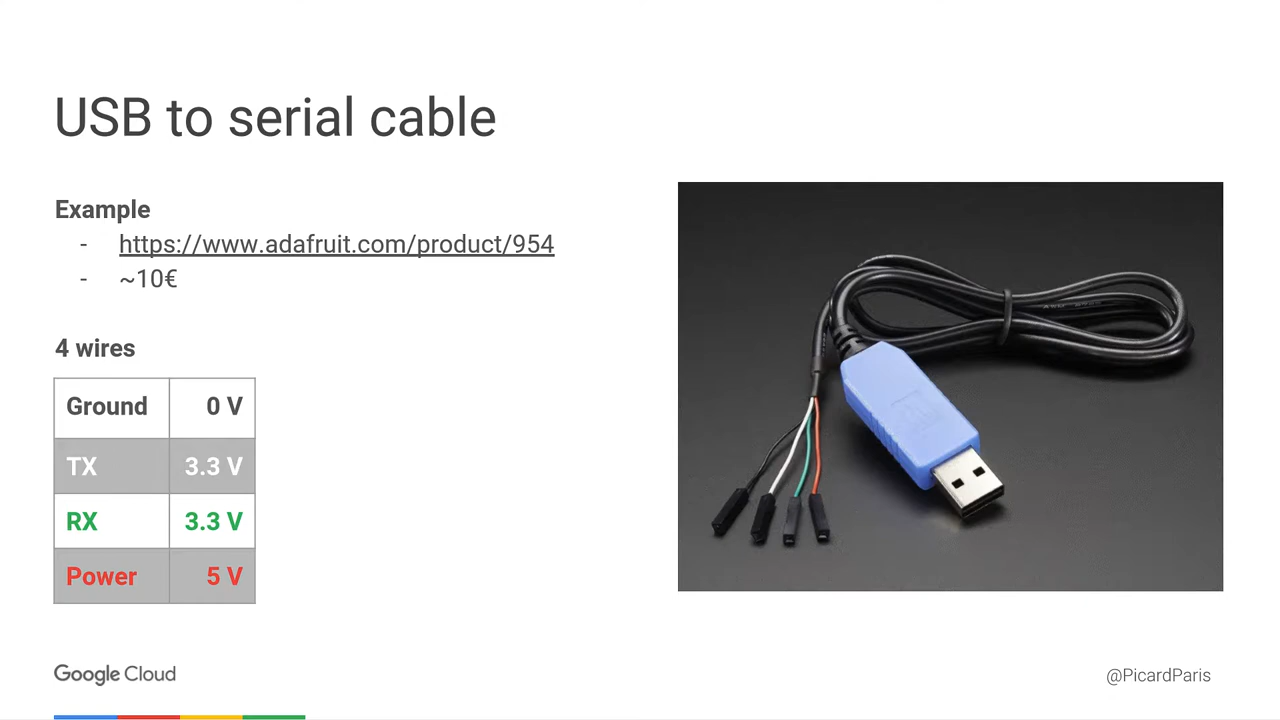 USB to serial cable
Example
- https://www.adafruit.com/product/954
- ~10€
4 wires
Ground 0 V
TX 3.3 V
RX 3.3 V
Power 5 V
Google Cloud
@PicardParis